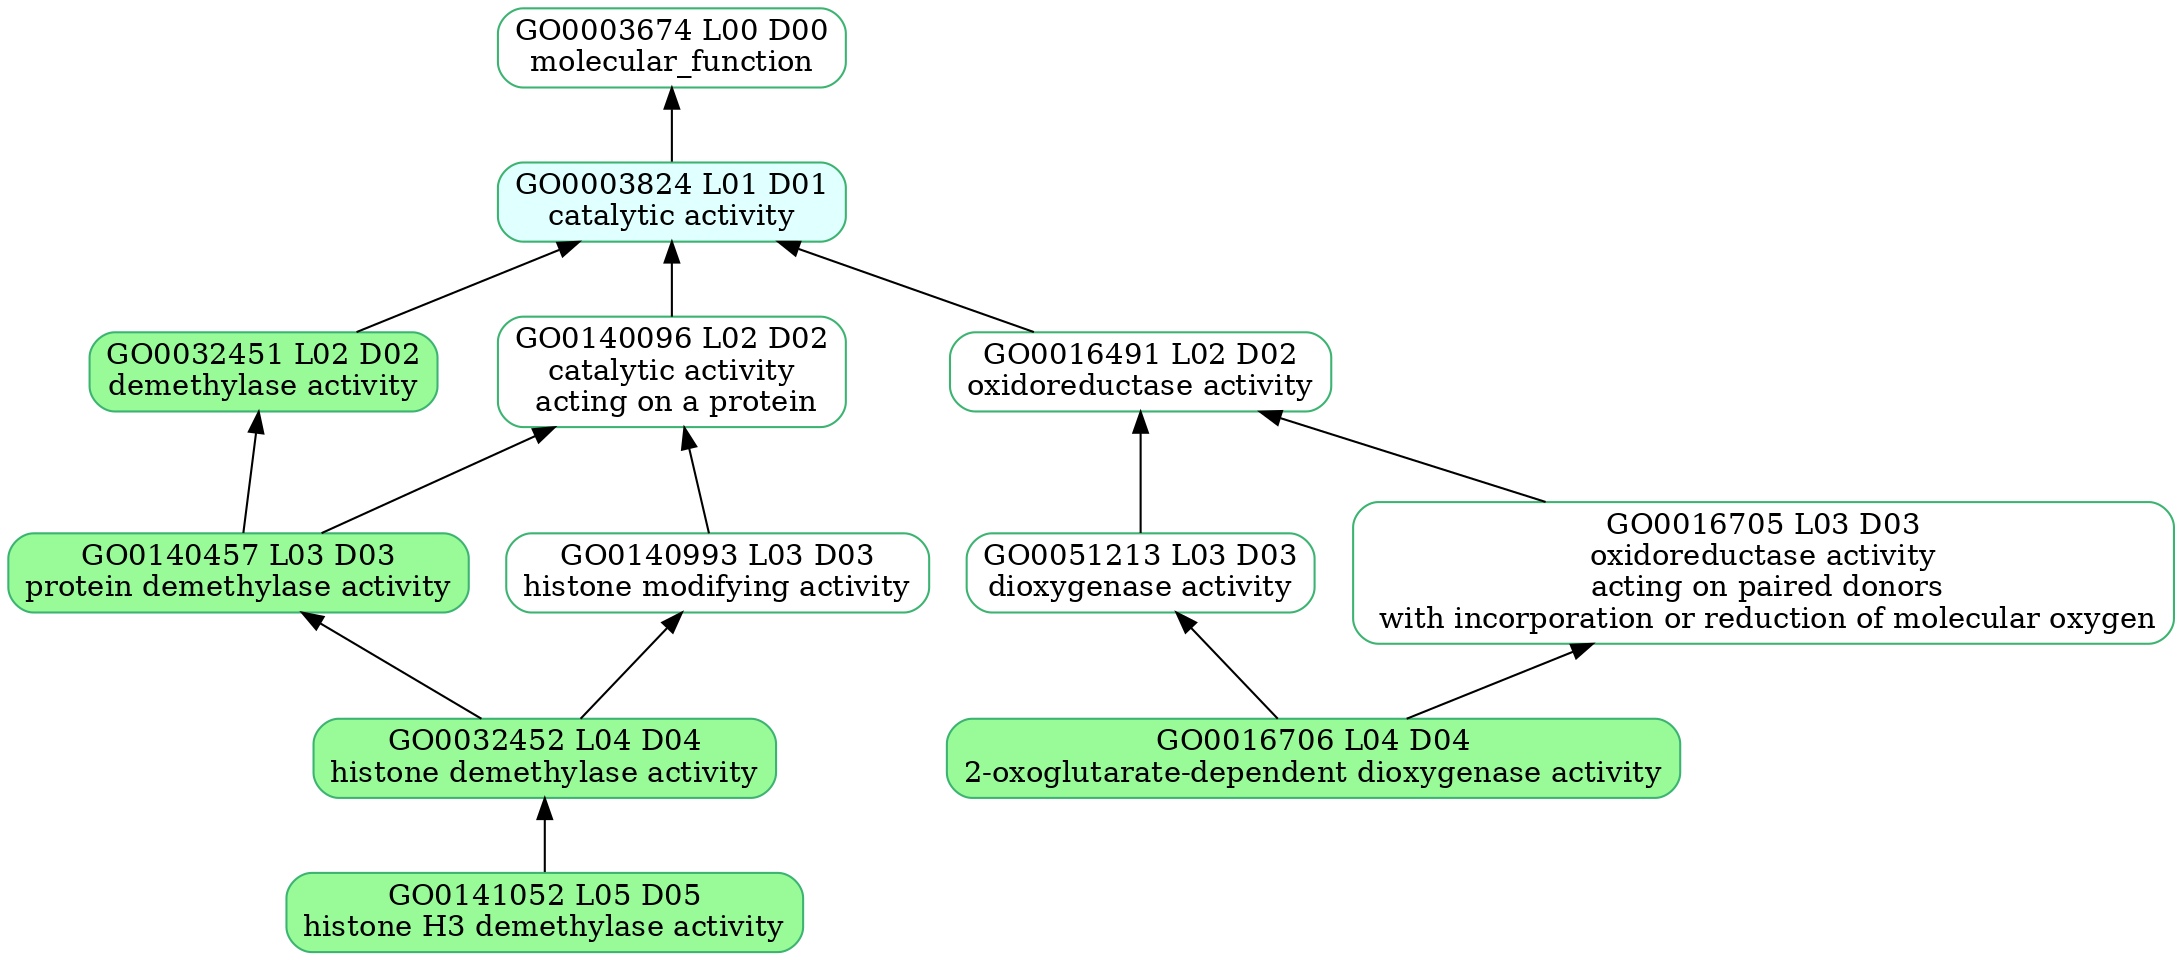 GO0003674 L00 D00
molecular_function
GO0003824 L01 D01
catalytic activity
GO0032451 L02 D02
demethylase activity
GO0140096 L02 D02
catalytic activity
acting on a protein
GO0016491 L02 D02
oxidoreductase activity
GO0140457 L03 D03
protein demethylase activity
GO0140993 L03 D03
histone modifying activity
GO0051213 L03 D03
dioxygenase activity
GO0016705 L03 D03
oxidoreductase activity
acting on paired donors
with incorporation or reduction of molecular oxygen
GO0032452 L04 D04
histone demethylase activity
GO0016706 L04 D04
2-oxoglutarate-dependent dioxygenase activity
GO0141052 L05 D05
histone H3 demethylase activity